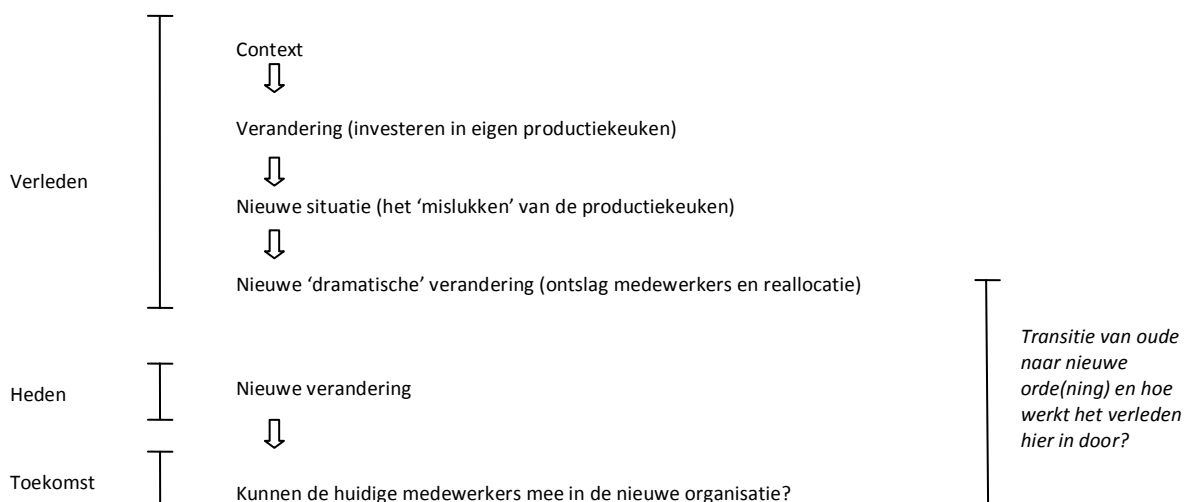 Context
Verandering (investeren in eigen productiekeuken)
Verleden
Nieuwe situatie (het ‘mislukken’ van de productiekeuken)
Nieuwe ‘dramatische’ verandering (ontslag medewerkers en reallocatie)
Transitie van oude
naar nieuwe
orde(ning) en hoe
werkt het verleden
hier in door?
Heden
Nieuwe verandering
Toekomst
Kunnen de huidige medewerkers mee in de nieuwe organisatie?